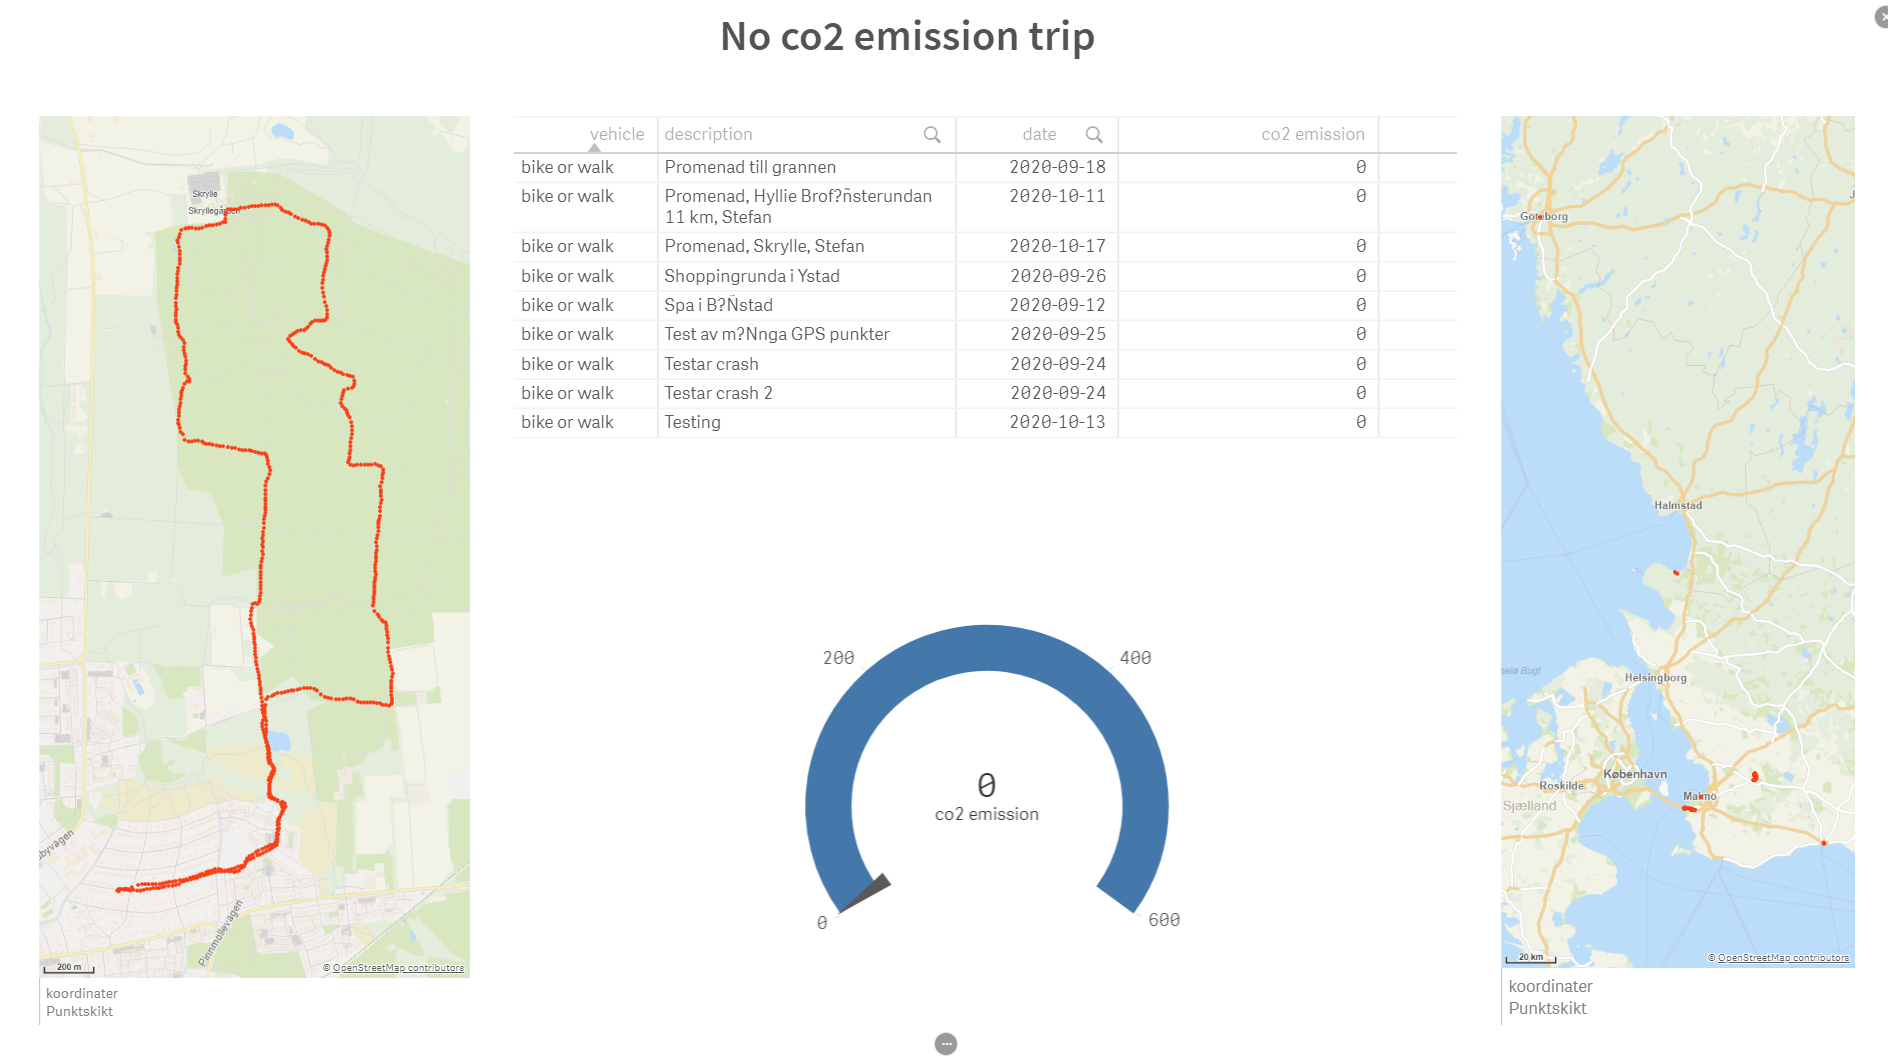 No co2 emission trip
Skrylle
Skryllegården
Pinnmöllevägen
200 m
© OpenStreetMap contributors
koordinater
Punktskikt
vehicle description date co2 emission
bike or walk Promenad till grannen 2020-09-18 0
bike or walk Promenad, Hyllie Brof?ñsterundan 2020-10-11 0
11 km, Stefan
bike or walk Promenad, Skrylle, Stefan 2020-10-17 0
bike or walk Shoppingrunda i Ystad 2020-09-26 0
bike or walk Spa i B?Ñstad 2020-09-12 0
bike or walk Test av m?Ñnga GPS punkter 2020-09-25 0
bike or walk Testar crash 2020-09-24 0
bike or walk Testar crash 2 2020-09-24 0
bike or walk Testing 2020-10-13 0
200
400
0
co2 emission
0
600
Göteborg
Halmstad
Bugt
Helsingborg
København
Roskilde
Malmö
Sjælland
20 km
© OpenStreetMap contributors
koordinater
Punktskikt